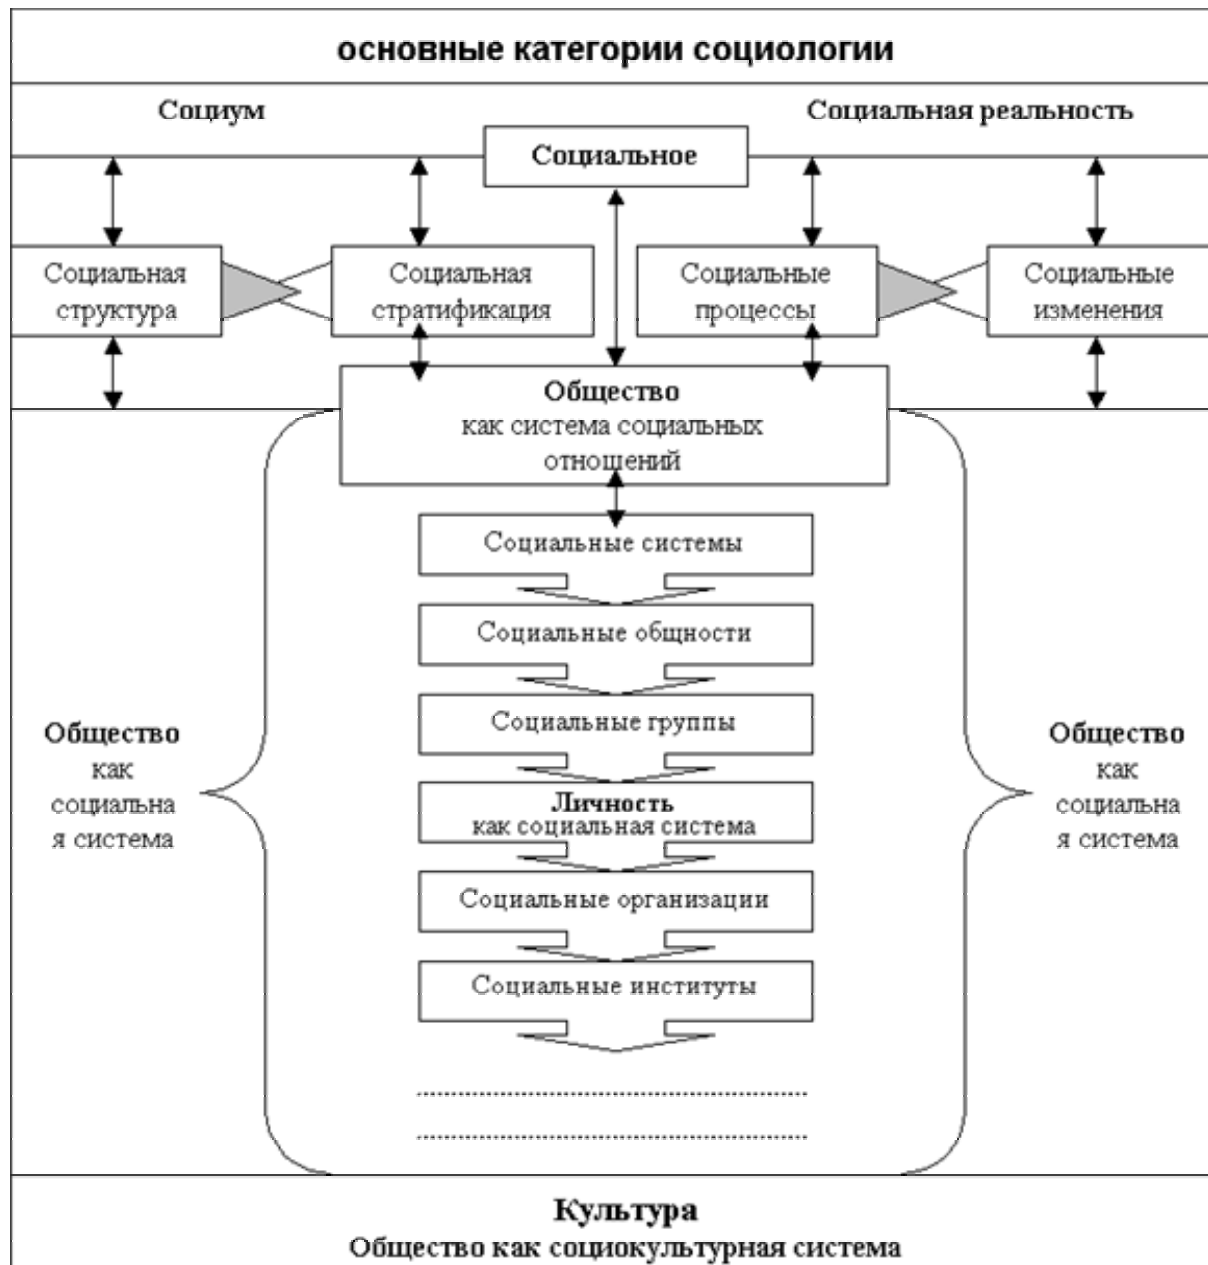 основные категории социологии
Социум
Социальная реальность
Социальное
Социальная
структура
Социальная
стратификация
Социальные
процессы
Социальные
изменения
Общество
как система социальных
отношений
Социальные системы
Социальные общности
Социальные группы
Личность
как социальная система
Социальные организации
Социальные институты
Общество
как
социальна
я система
Общество
как
социальна
я система
Культура
Общество как социокультурная система